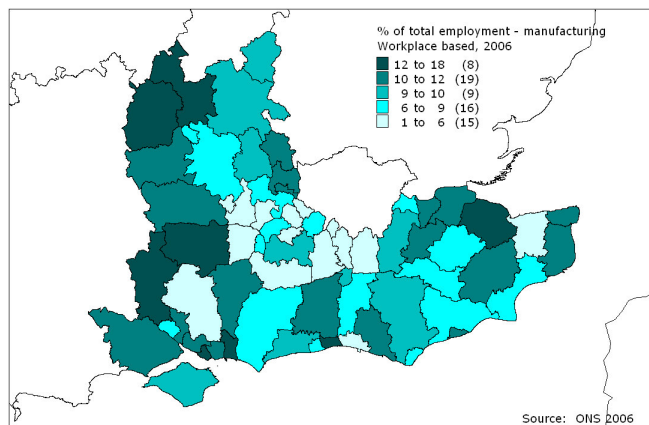 % of total employment - manufacturing
Workplace based, 2006
12 to 18 (8)
10 to 12 (19)
9 to 10 (9)
6 to 9 (16)
1 to 6 (15)
Source: ONS 2006